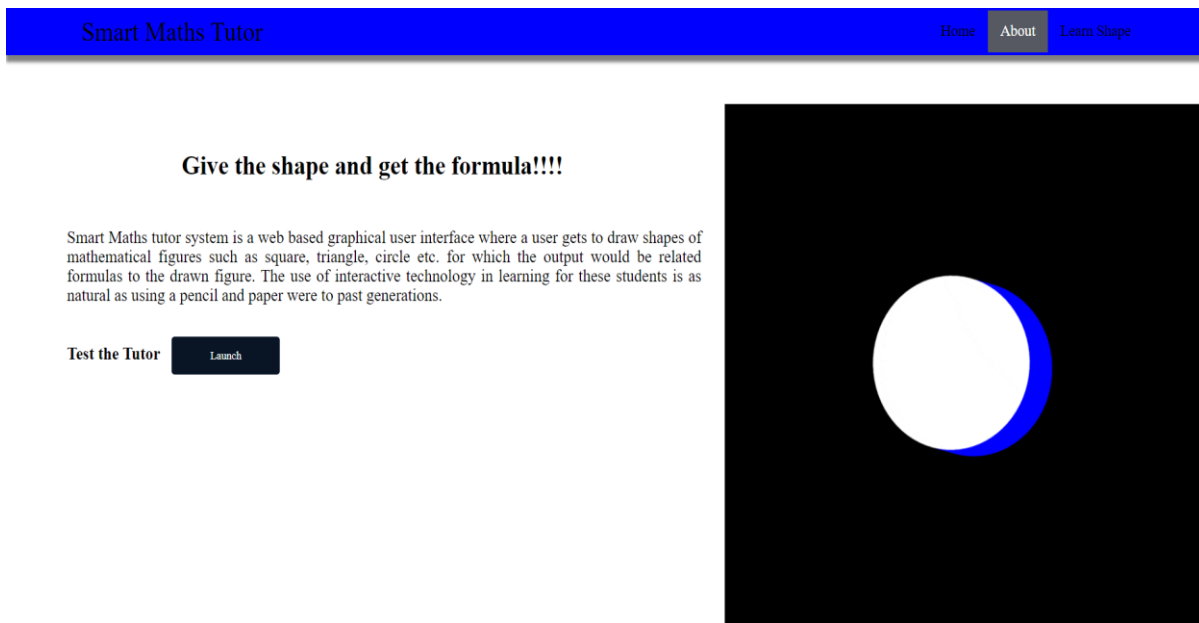 Smart Maths Tutor
Home About Learn Shape
Give the shape and get the formula!!!!
Smart Maths tutor system is a web based graphical user interface where a user gets to draw shapes of
mathematical figures such as square, triangle, circle etc. for which the output would be related
formulas to the drawn figure. The use of interactive technology in learning for these students is as
natural as using a pencil and paper were to past generations.
Test the Tutor Launch